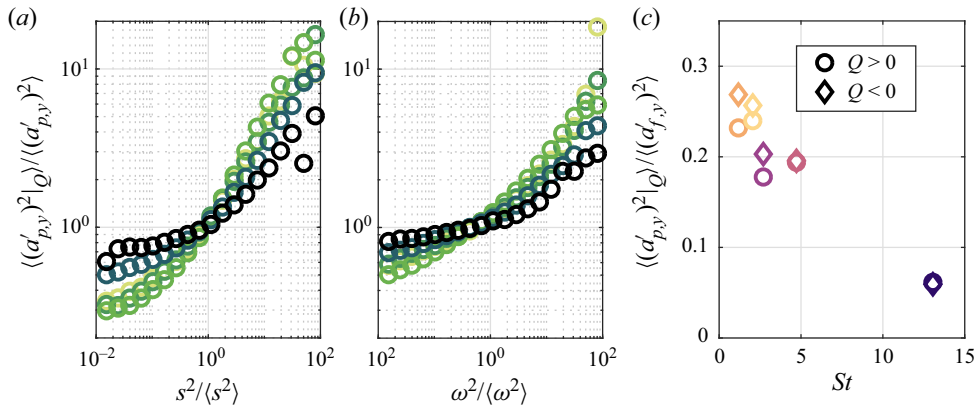 (a)
(b)
(c)
⟨(a′p,y)²|Q⟩/⟨(a′p,y)²⟩
10¹
10⁰
10⁻²
10⁰
10²
s²/⟨s²⟩
10¹
10⁰
10²
10⁰
10²
ω²/⟨ω²⟩
⟨(a′p,y)²|Q⟩/⟨(a′f,y)²⟩
0.3
0.2
0.1
0
0
5
10
15
St
Q > 0
Q < 0